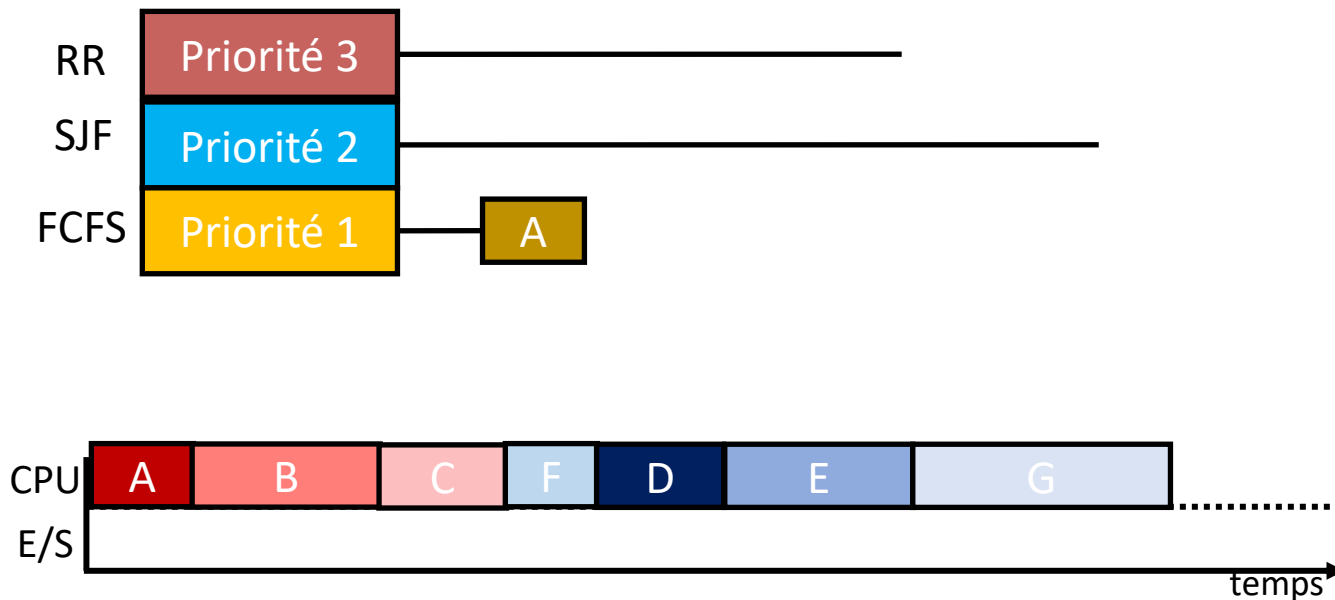 RR Priorité 3
SJF Priorité 2
FCFS Priorité 1 A
CPU A B C F D E G
E/S
temps